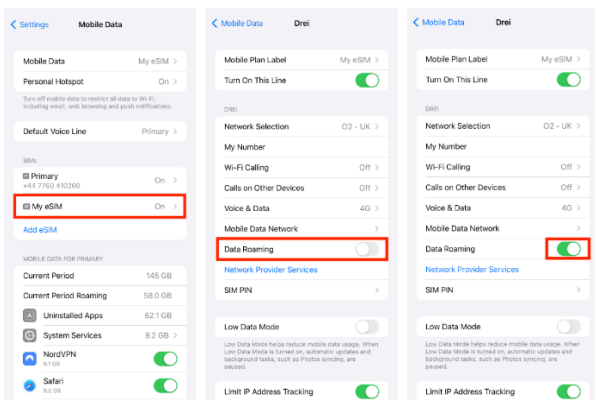 Settings
Mobile Data
Mobile Data
My eSIM
Personal Hotspot
On
Turn off mobile data to restrict all data to Wi-Fi,
including email, web browsing and push notifications.
Default Voice Line
Primary
SIMs
Primary
On
+44 7760 410260
My eSIM
On
Add eSIM
MOBILE DATA FOR PRIMARY
Current Period
145 GB
Current Period Roaming
58.0 GB
Uninstalled Apps
52.1 GB
System Services
9.2 GB
NordVPN
9.1 GB
Safari
Mobile Data
Drei
Mobile Plan Label
My eSIM
Turn On This Line
DREI
Network Selection
O2 - UK
My Number
Wi-Fi Calling
Off
Calls on Other Devices
Off
Voice & Data
4G
Mobile Data Network
Data Roaming
Network Provider Services
SIM PIN
Low Data Mode
Low Data Mode helps reduce mobile data usage. When
Low Data Mode is turned on, automatic updates and
background tasks, such as Photos syncing, are
paused.
Limit IP Address Tracking
Mobile Data
Drei
Mobile Plan Label
My eSIM
Turn On This Line
DREI
Network Selection
O2 - UK
My Number
Wi-Fi Calling
Off
Calls on Other Devices
Off
Voice & Data
4G
Mobile Data Network
Data Roaming
Network Provider Services
SIM PIN
Low Data Mode
Low Data Mode helps reduce mobile data usage. When
Low Data Mode is turned on, automatic updates and
background tasks, such as Photos syncing, are
paused.
Limit IP Address Tracking